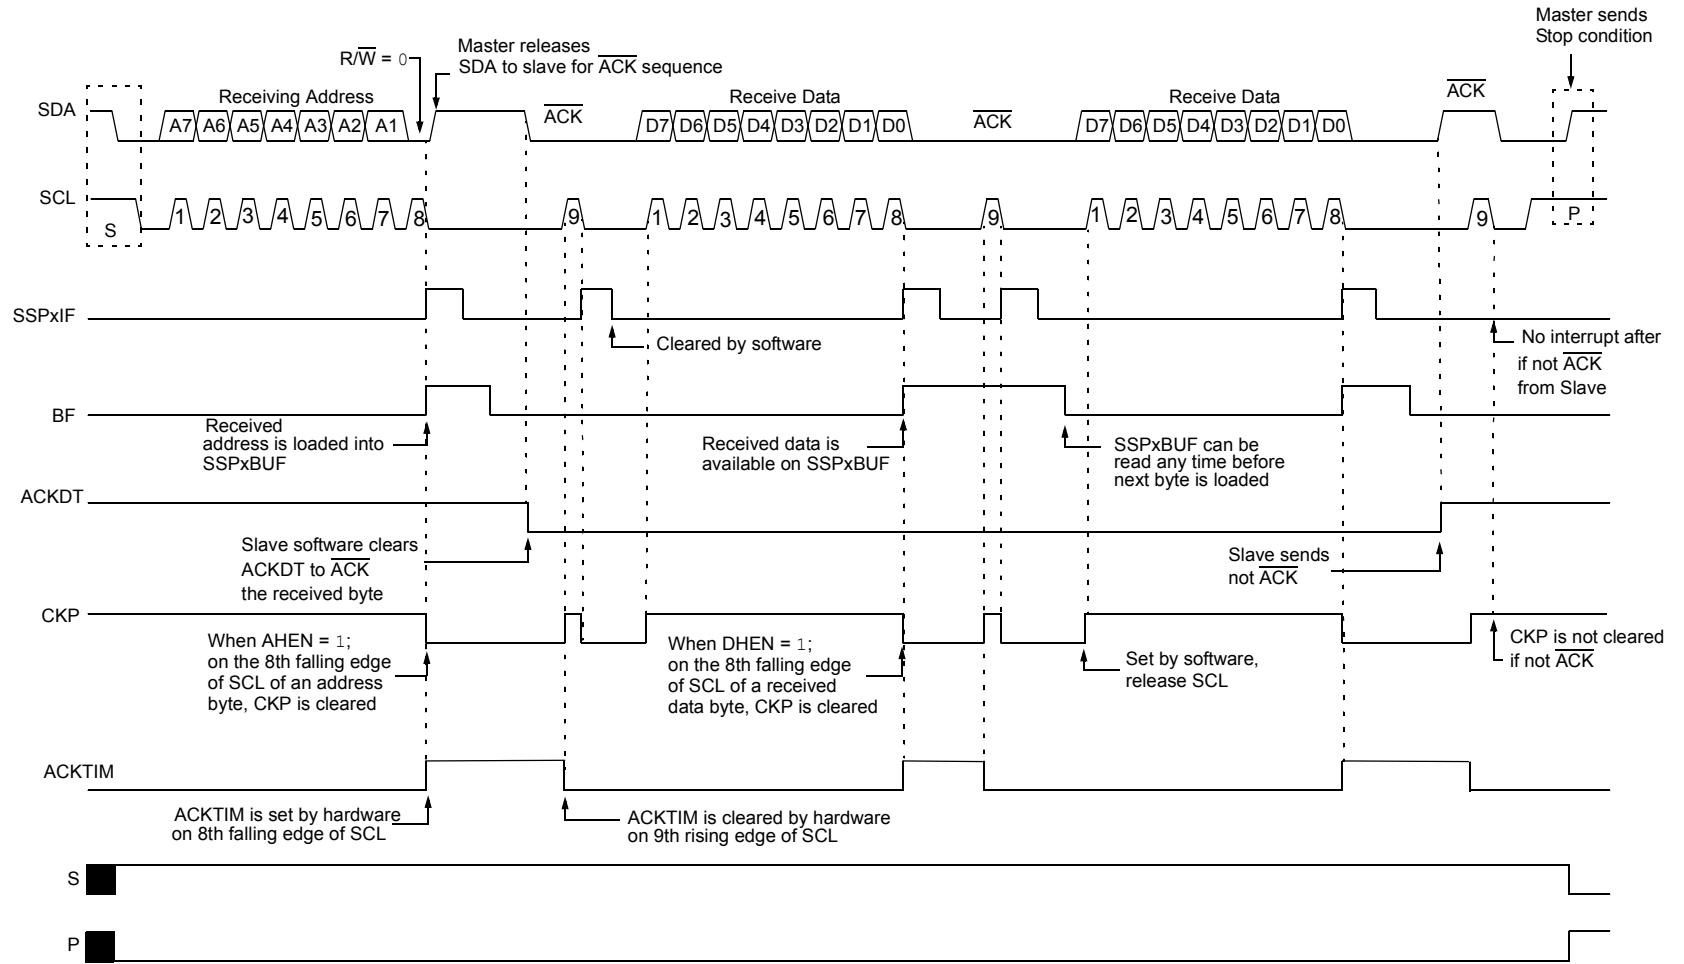 Master sends
Stop condition
Master releases
SDA to slave for ACK sequence
R/W = 0
SDA
Receiving Address
ACK
Receive Data
ACK
Receive Data
ACK
A7 A6 A5 A4 A3 A2 A1
D7 D6 D5 D4 D3 D2 D1 D0
D7 D6 D5 D4 D3 D2 D1 D0
SCL
S
1 2 3 4 5 6 7 8 9
1 2 3 4 5 6 7 8 9
1 2 3 4 5 6 7 8 9
P
SSPxIF
Cleared by software
No interrupt after
if not ACK
from Slave
BF
Received
address is loaded into
SSPxBUF
Received data is
available on SSPxBUF
SSPxBUF can be
read any time before
next byte is loaded
ACKDT
Slave software clears
ACKDT to ACK
the received byte
Slave sends
not ACK
CKP
When AHEN = 1;
on the 8th falling edge
of SCL of an address
byte, CKP is cleared
When DHEN = 1;
on the 8th falling edge
of SCL of a received
data byte, CKP is cleared
Set by software,
release SCL
CKP is not cleared
if not ACK
ACKTIM
ACKTIM is set by hardware
on 8th falling edge of SCL
ACKTIM is cleared by hardware
on 9th rising edge of SCL
S
P